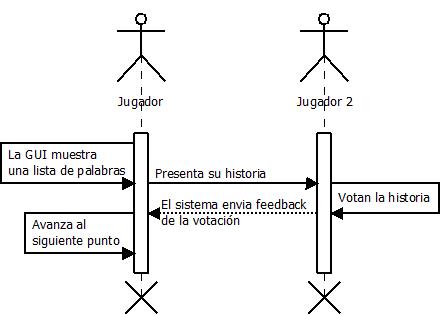 Jugador
Jugador 2
La GUI muestra
una lista de palabras
Presenta su historia
Votan la historia
El sistema envia feedback
de la votación
Avanza al
siguiente punto